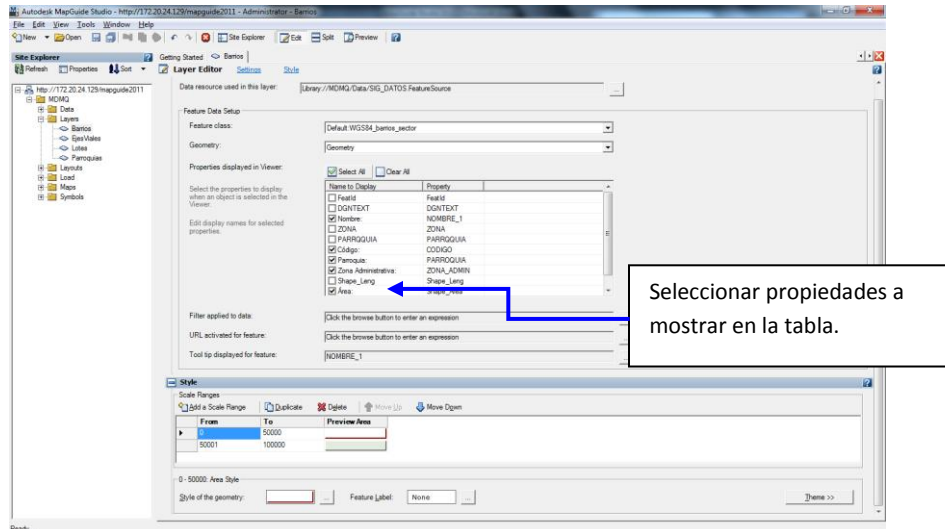 Autodesk MapGuide Studio - http://172.20.24.129/mapguide2011 - Administrator - Barrios
File Edit View Tools Window Help
New Open Site Explorer Edit Split Preview
Site Explorer
Getting Started Barrios
Refresh Properties Sort
Layer Editor Settings Style
http://172.20.24.129/mapguide2011
MDMQ
Data
Layers
Barrios
EjesViales
Lotes
Parroquias
Layouts
Load
Maps
Symbols
Data resource used in this layer: Library://MDMQ/Data/SIG_DATOS.FeatureSource ...
Feature Data Setup
Feature class: Default:WGS84_barrios_sector
Geometry: Geometry
Properties displayed in Viewer: Select All Clear All
Select the properties to display
when an object is selected in the
Viewer.
Edit display names for selected
properties.
Name to Display Property
FeatId FeatId
DGNTEXT DGNTEXT
Nombre: NOMBRE_1
ZONA ZONA
PARRQQUIA PARRQQUIA
Código: CODIGO
Parroquia: PARROQUIA
Zona Administrativa: ZONA_ADMIN
Shape_Leng Shape_Leng
Área: Shape_Area
Seleccionar propiedades a
mostrar en la tabla.
Filter applied to data: Click the browse button to enter an expression
URL activated for feature: Click the browse button to enter an expression
Tool tip displayed for feature: NOMBRE_1
Style
Scale Ranges
Add a Scale Range Duplicate Delete Move Up Move Down
From To Preview Area
0 50000
50001 100000
0 - 50000: Area Style
Style of the geometry: ... Feature Label: None ... Theme >>
Ready